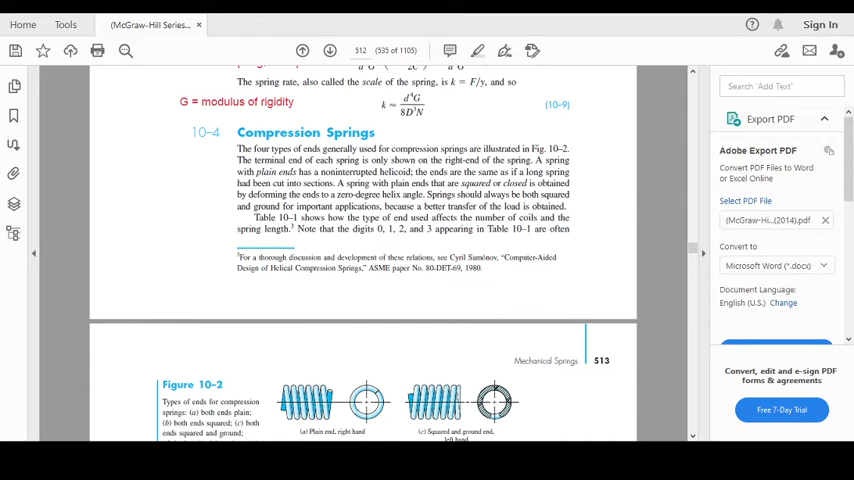 Home Tools (McGraw-Hill Series... × Sign In
512 (535 of 1105)
The spring rate, also called the scale of the spring, is k = F/y, and so
G = modulus of rigidity
k ≈ d⁴G / 8D³N (10–9)
10–4 Compression Springs
The four types of ends generally used for compression springs are illustrated in Fig. 10–2.
The terminal end of each spring is only shown on the right-end of the spring. A spring
with plain ends has a noninterrupted helicoid; the ends are the same as if a long spring
had been cut into sections. A spring with plain ends that are squared or closed is obtained
by deforming the ends to a zero-degree helix angle. Springs should always be both squared
and ground for important applications, because a better transfer of the load is obtained.
Table 10–1 shows how the type of end used affects the number of coils and the
spring length.³ Note that the digits 0, 1, 2, and 3 appearing in Table 10–1 are often
³For a thorough discussion and development of these relations, see Cyril Samónov, “Computer-Aided
Design of Helical Compression Springs,” ASME paper No. 80-DET-69, 1980.
Mechanical Springs 513
Figure 10–2
Types of ends for compression
springs: (a) both ends plain;
(b) both ends squared; (c) both
ends squared and ground;
(a) Plain end, right hand
(c) Squared and ground end,
left hand
Search 'Add Text'
Export PDF
Adobe Export PDF
Convert PDF Files to Word
or Excel Online
Select PDF File
(McGraw-Hi...(2014).pdf ×
Convert to
Microsoft Word (*.docx)
Document Language:
English (U.S.) Change
Convert, edit and e-sign PDF
forms & agreements
Free 7-Day Trial